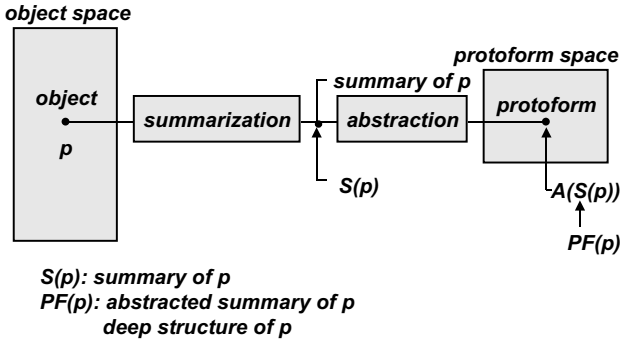 object space
protoform space
object
summary of p
protoform
summarization
abstraction
p
S(p)
A(S(p))
PF(p)
S(p): summary of p
PF(p): abstracted summary of p
deep structure of p